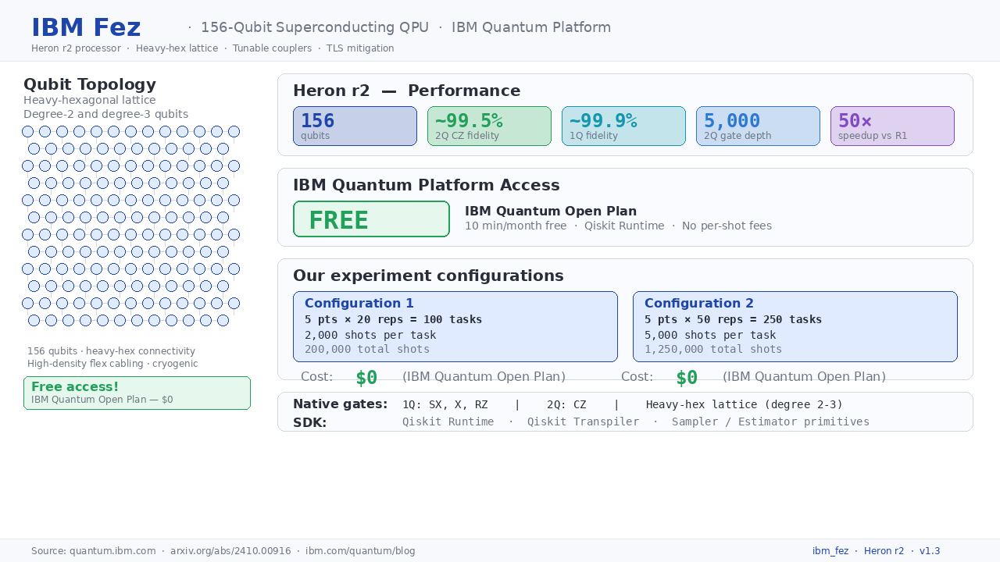 IBM Fez · 156-Qubit Superconducting QPU · IBM Quantum Platform
Heron r2 processor · Heavy-hex lattice · Tunable couplers · TLS mitigation
Qubit Topology
Heavy-hexagonal lattice
Degree-2 and degree-3 qubits
156 qubits · heavy-hex connectivity
High-density flex cabling · cryogenic
Free access!
IBM Quantum Open Plan — $0
Heron r2 — Performance
156
qubits
~99.5%
2Q CZ fidelity
~99.9%
1Q fidelity
5,000
2Q gate depth
50×
speedup vs R1
IBM Quantum Platform Access
FREE
IBM Quantum Open Plan
10 min/month free · Qiskit Runtime · No per-shot fees
Our experiment configurations
Configuration 1
5 pts × 20 reps = 100 tasks
2,000 shots per task
200,000 total shots
Cost: $0 (IBM Quantum Open Plan)
Configuration 2
5 pts × 50 reps = 250 tasks
5,000 shots per task
1,250,000 total shots
Cost: $0 (IBM Quantum Open Plan)
Native gates: 1Q: SX, X, RZ | 2Q: CZ | Heavy-hex lattice (degree 2-3)
SDK: Qiskit Runtime · Qiskit Transpiler · Sampler / Estimator primitives
Source: quantum.ibm.com · arxiv.org/abs/2410.00916 · ibm.com/quantum/blog
ibm_fez · Heron r2 · v1.3